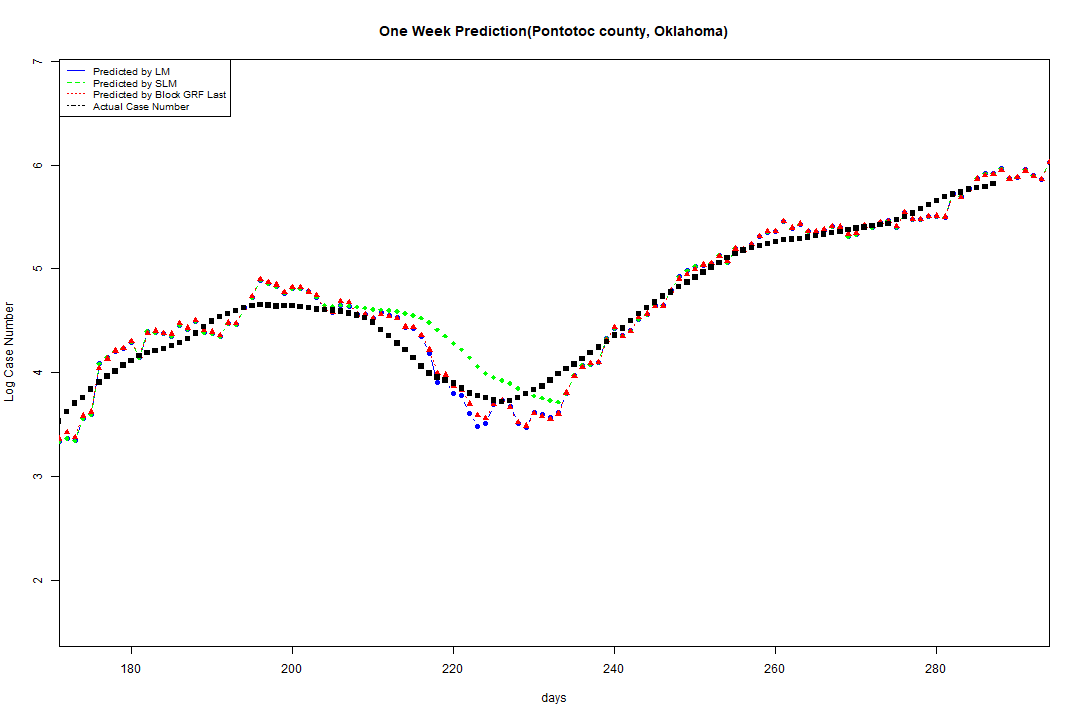 One Week Prediction(Pontotoc county, Oklahoma)
Predicted by LM
Predicted by SLM
Predicted by Block GRF Last
Actual Case Number
7
6
5
4
3
2
Log Case Number
180 200 220 240 260 280
days